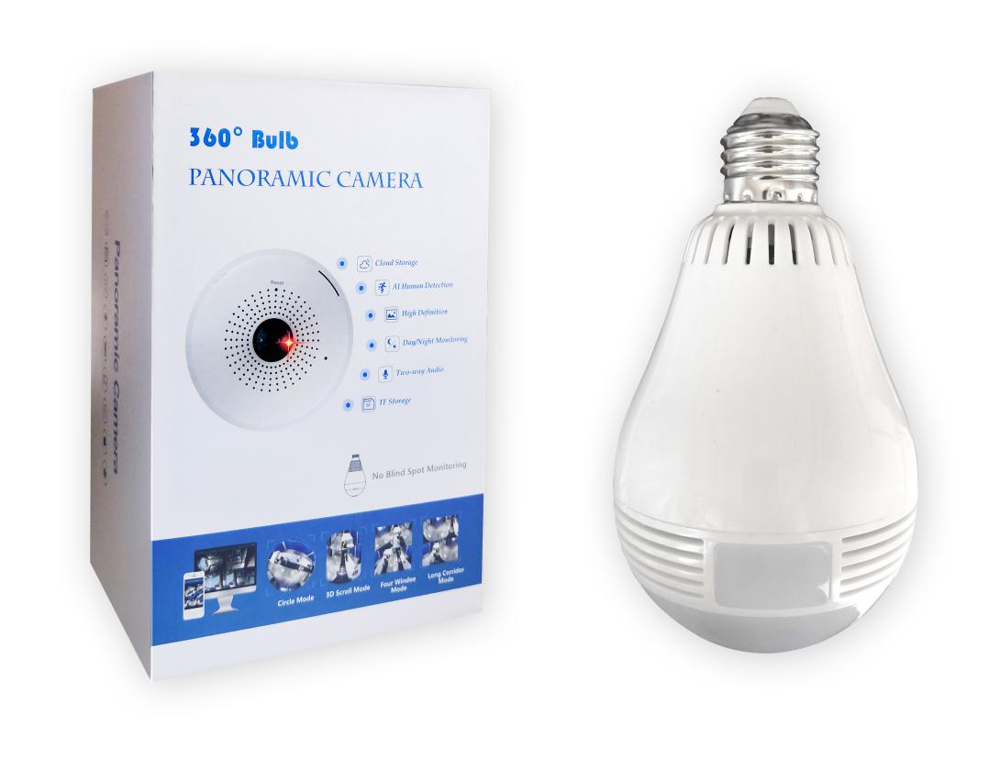 360° Bulb
PANORAMIC CAMERA
Reset
Cloud Storage
AI Human Detection
High Definition
Day/Night Monitoring
Two-way Audio
TF Storage
No Blind Spot Monitoring
Circle Mode
3D Scroll Mode
Four Window
Mode
Long Corridor
Mode
Panoramic Camera